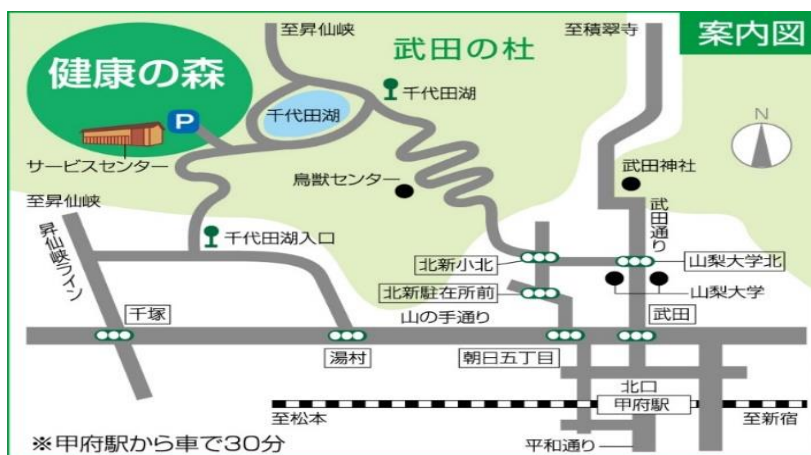 至昇仙峡
武田の杜
至積翠寺
案内図
健康の森
千代田湖
P
千代田湖
N
サービスセンター
鳥獣センター
武田神社
至昇仙峡
昇仙峡ライン
千代田湖入口
武田通り
北新小北
山梨大学北
北新駐在所前
山梨大学
千塚
山の手通り
武田
湯村
朝日五丁目
北口
甲府駅
至松本
至新宿
※甲府駅から車で30分
平和通り